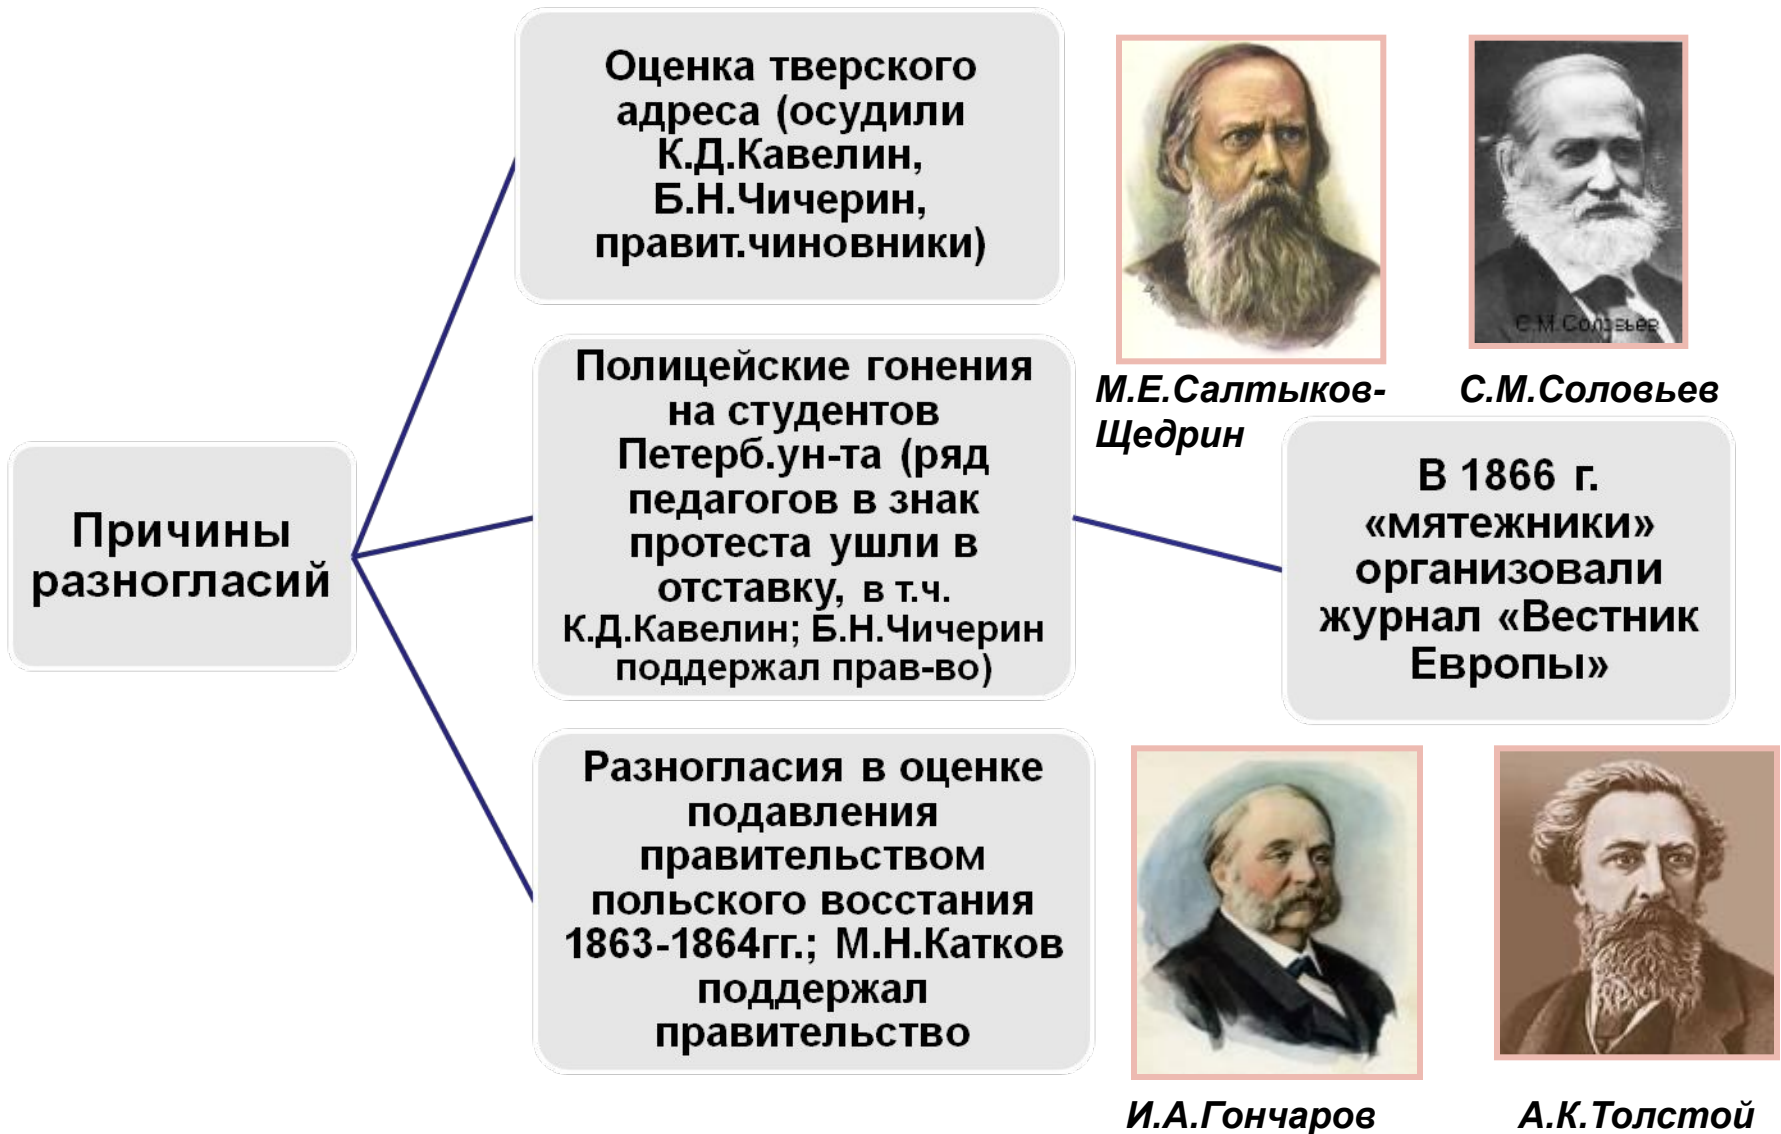 Причины
разногласий
Оценка тверского
адреса (осудили
К.Д.Кавелин,
Б.Н.Чичерин,
правит.чиновники)
Полицейские гонения
на студентов
Петерб.ун-та (ряд
педагогов в знак
протеста ушли в
отставку, в т.ч.
К.Д.Кавелин; Б.Н.Чичерин
поддержал прав-во)
Разногласия в оценке
подавления
правительством
польского восстания
1863-1864гг.; М.Н.Катков
поддержал
правительство
С.М.Соловьев
М.Е.Салтыков-
Щедрин
С.М.Соловьев
В 1866 г.
«мятежники»
организовали
журнал «Вестник
Европы»
И.А.Гончаров
А.К.Толстой